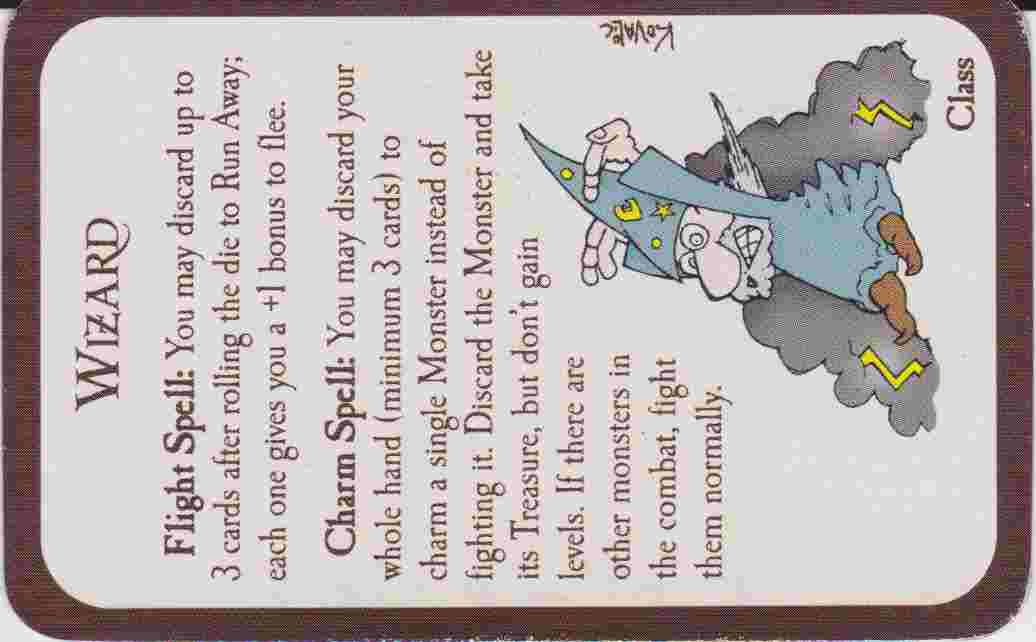 WIZARD
Flight Spell: You may discard up to
3 cards after rolling the die to Run Away;
each one gives you a +1 bonus to flee.
Charm Spell: You may discard your
whole hand (minimum 3 cards) to
charm a single Monster instead of
fighting it. Discard the Monster and take
its Treasure, but don't gain
levels. If there are
other monsters in
the combat, fight
them normally.
KOVALIC
Class